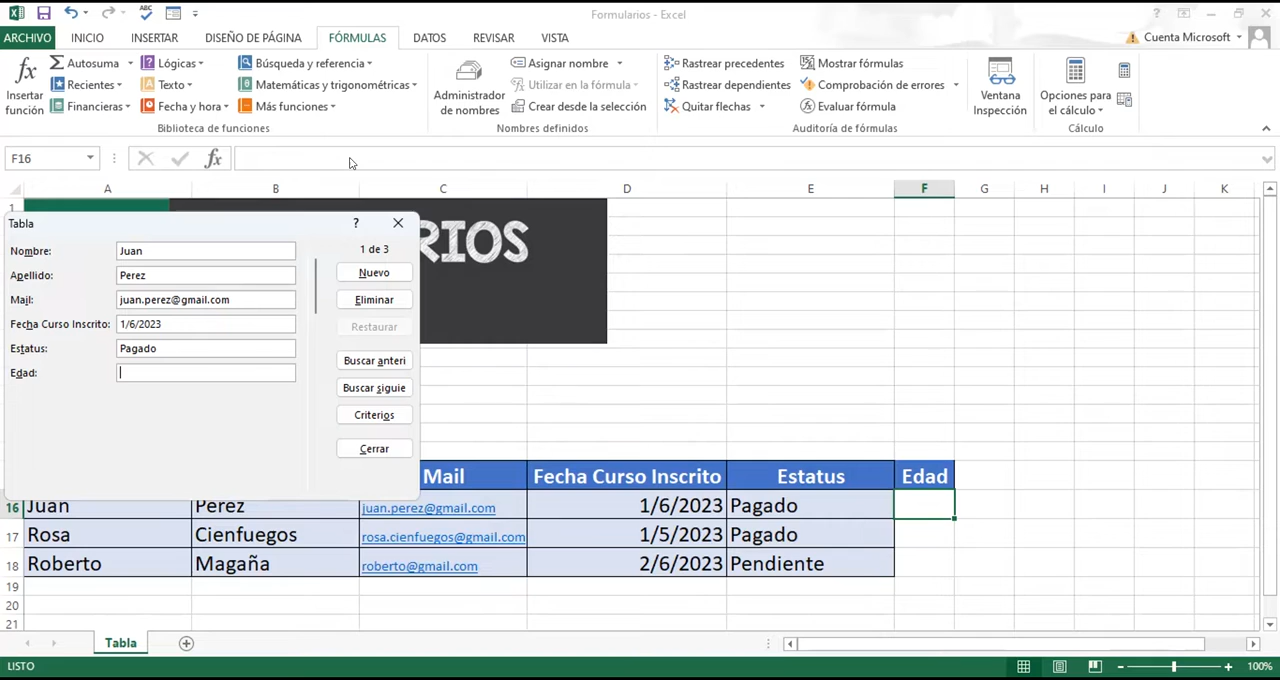 Formularios - Excel
ABC
ARCHIVO INICIO INSERTAR DISEÑO DE PÁGINA FÓRMULAS DATOS REVISAR VISTA Cuenta Microsoft
fx Insertar función
Autosuma
Recientes
Financieras
Lógicas
Texto
Fecha y hora
Búsqueda y referencia
Matemáticas y trigonométricas
Más funciones
Biblioteca de funciones
Administrador de nombres
Asignar nombre
Utilizar en la fórmula
Crear desde la selección
Nombres definidos
Rastrear precedentes
Rastrear dependientes
Quitar flechas
Mostrar fórmulas
Comprobación de errores
Evaluar fórmula
Auditoría de fórmulas
Ventana Inspección
Opciones para el cálculo
Cálculo
F16 fx
A B C D E F G H I J K
1
RIOS
Tabla ?
1 de 3
Nombre: Juan
Apellido: Perez
Mail: juan.perez@gmail.com
Fecha Curso Inscrito: 1/6/2023
Estatus: Pagado
Edad:
Nuevo
Eliminar
Restaurar
Buscar anteri
Buscar siguie
Criterios
Cerrar
Mail Fecha Curso Inscrito Estatus Edad
16 Juan Perez juan.perez@gmail.com 1/6/2023 Pagado
17 Rosa Cienfuegos rosa.cienfuegos@gmail.com 1/5/2023 Pagado
18 Roberto Magaña roberto@gmail.com 2/6/2023 Pendiente
19
20
21
Tabla
LISTO 100%